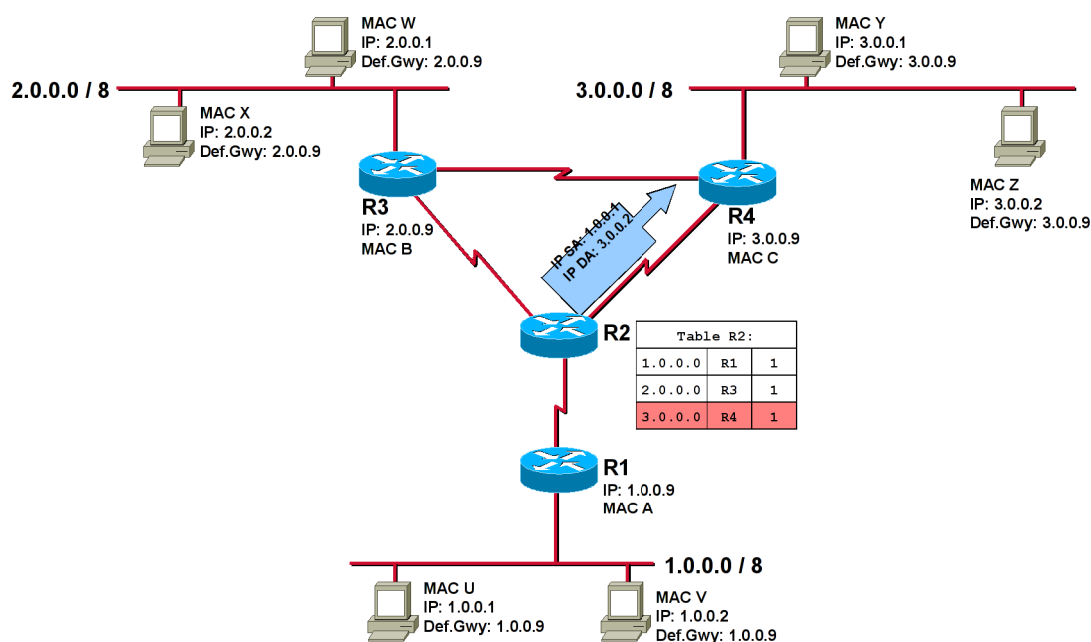 MAC W
IP: 2.0.0.1
Def.Gwy: 2.0.0.9
2.0.0.0 / 8
MAC X
IP: 2.0.0.2
Def.Gwy: 2.0.0.9
MAC Y
IP: 3.0.0.1
Def.Gwy: 3.0.0.9
3.0.0.0 / 8
MAC Z
IP: 3.0.0.2
Def.Gwy: 3.0.0.9
R3
IP: 2.0.0.9
MAC B
R4
IP: 3.0.0.9
MAC C
IP SA: 1.0.0.1
IP DA: 3.0.0.2
R2
Table R2:
1.0.0.0 R1 1
2.0.0.0 R3 1
3.0.0.0 R4 1
R1
IP: 1.0.0.9
MAC A
1.0.0.0 / 8
MAC U
IP: 1.0.0.1
Def.Gwy: 1.0.0.9
MAC V
IP: 1.0.0.2
Def.Gwy: 1.0.0.9